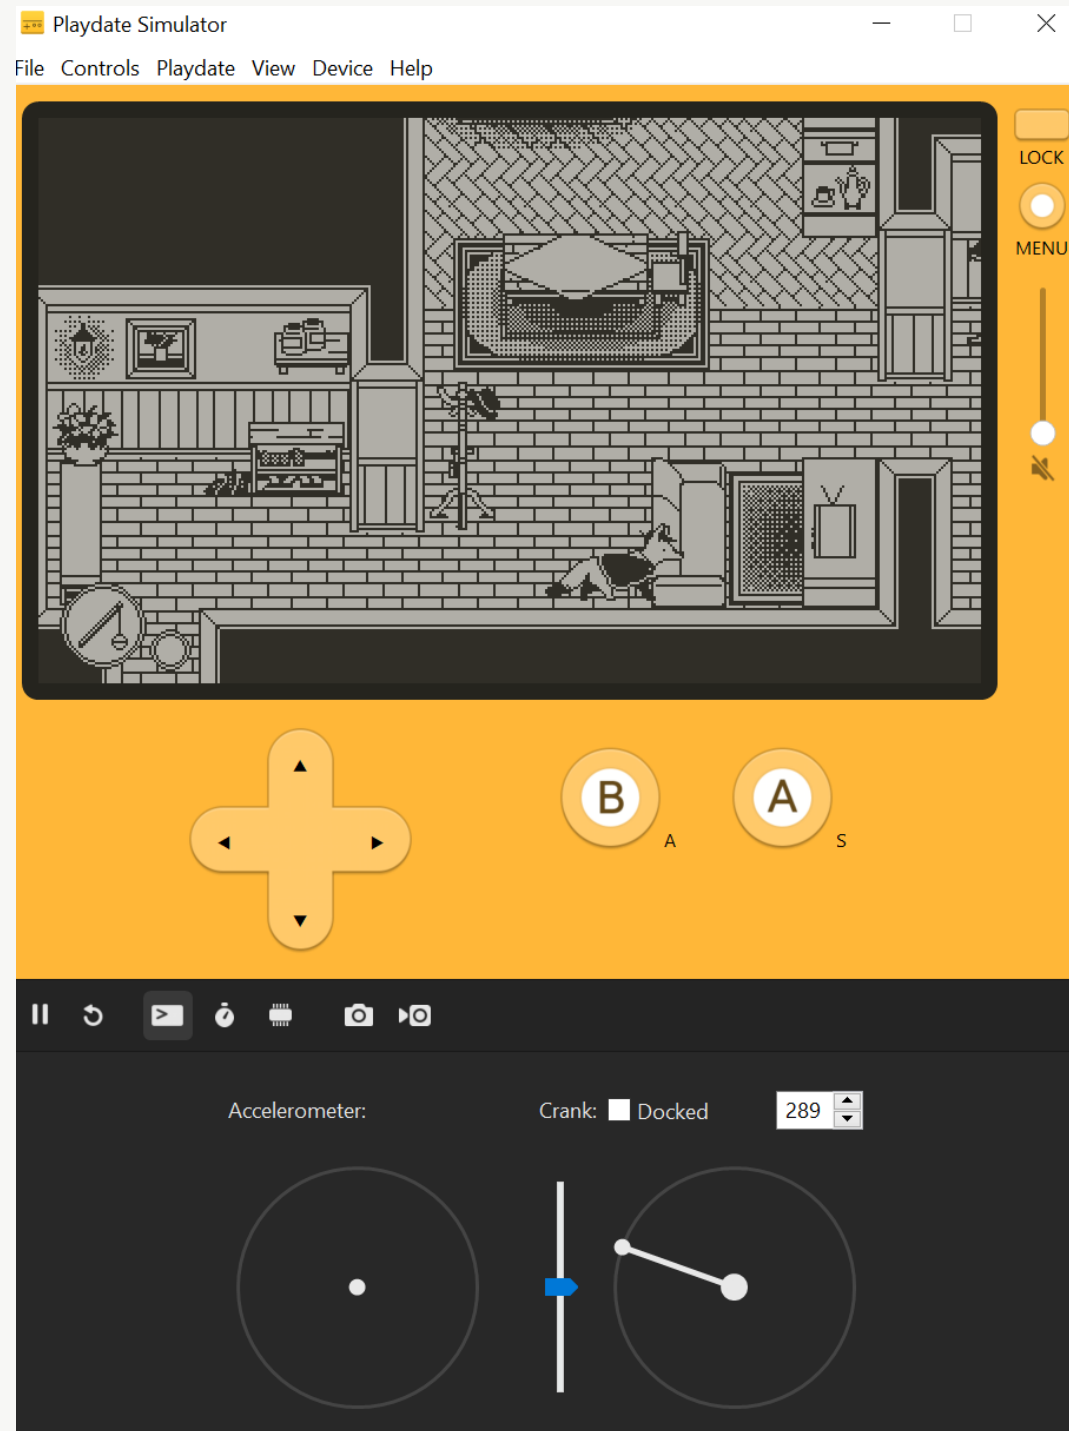 Playdate Simulator
File Controls Playdate View Device Help
LOCK
MENU
B
A
A
S
Accelerometer:
Crank: Docked 289